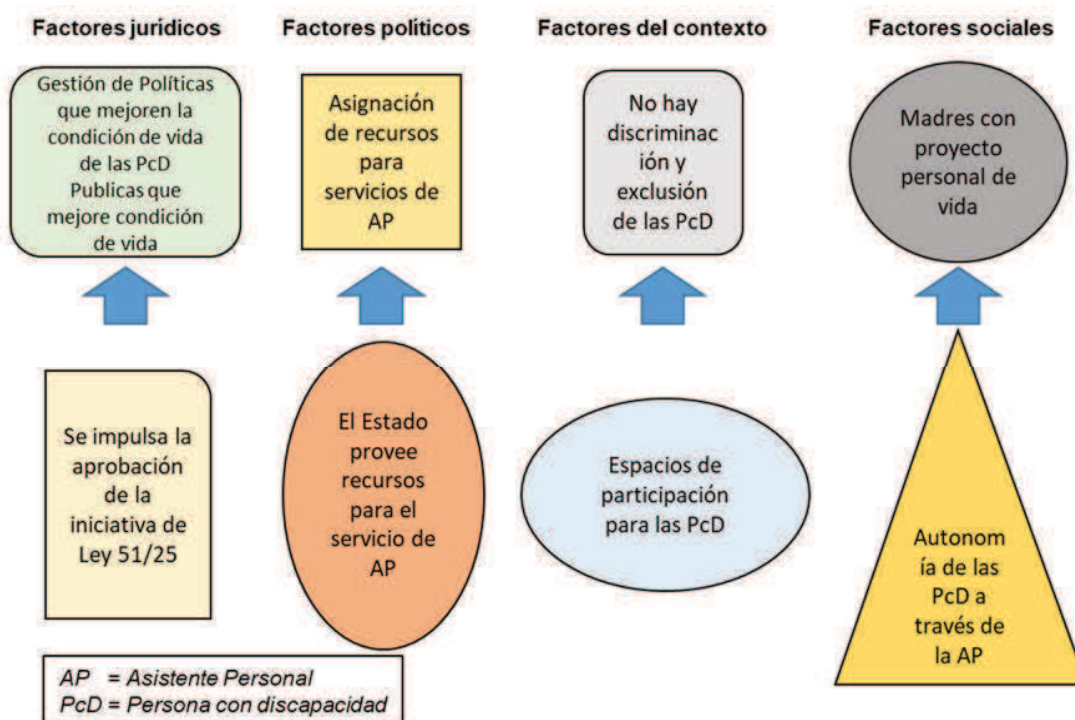 Factores jurídicos
Factores políticos
Factores del contexto
Factores sociales
Gestión de Políticas
que mejoren la
condición de vida
de las PcD
Publicas que
mejore condición
de vida
Asignación
de recursos
para
servicios de
AP
No hay
discriminac
ión y
exclusión
de las PcD
Madres con
proyecto
personal de
vida
Se impulsa la
aprobación
de la
iniciativa de
Ley 51/25
El Estado
provee
recursos
para el
servicio de
AP
Espacios de
participación
para las PcD
Autonom
ía de las
PcD a
través de
la AP
AP = Asistente Personal
PcD = Persona con discapacidad